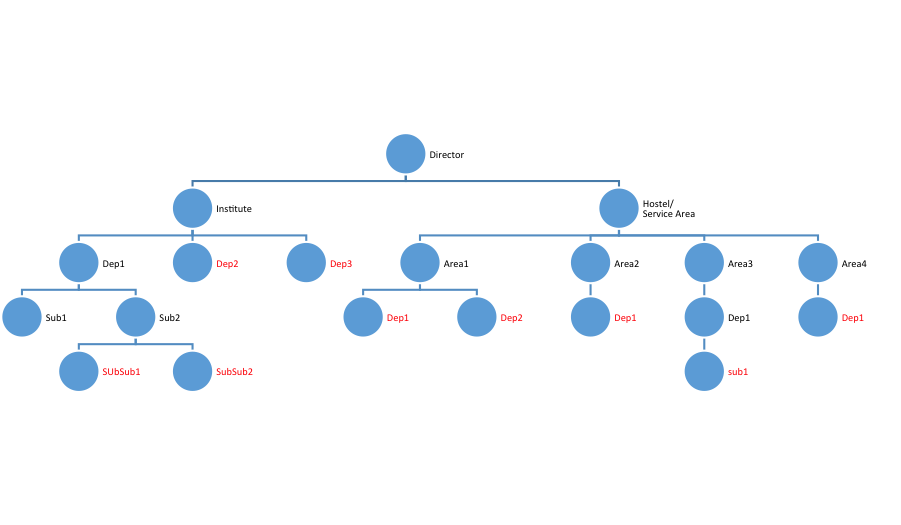 Director
Institute
Hostel/
Service Area
Dep1
Dep2
Dep3
Area1
Area2
Area3
Area4
Sub1
Sub2
Dep1
Dep2
Dep1
Dep1
Dep1
SUbSub1
SubSub2
sub1